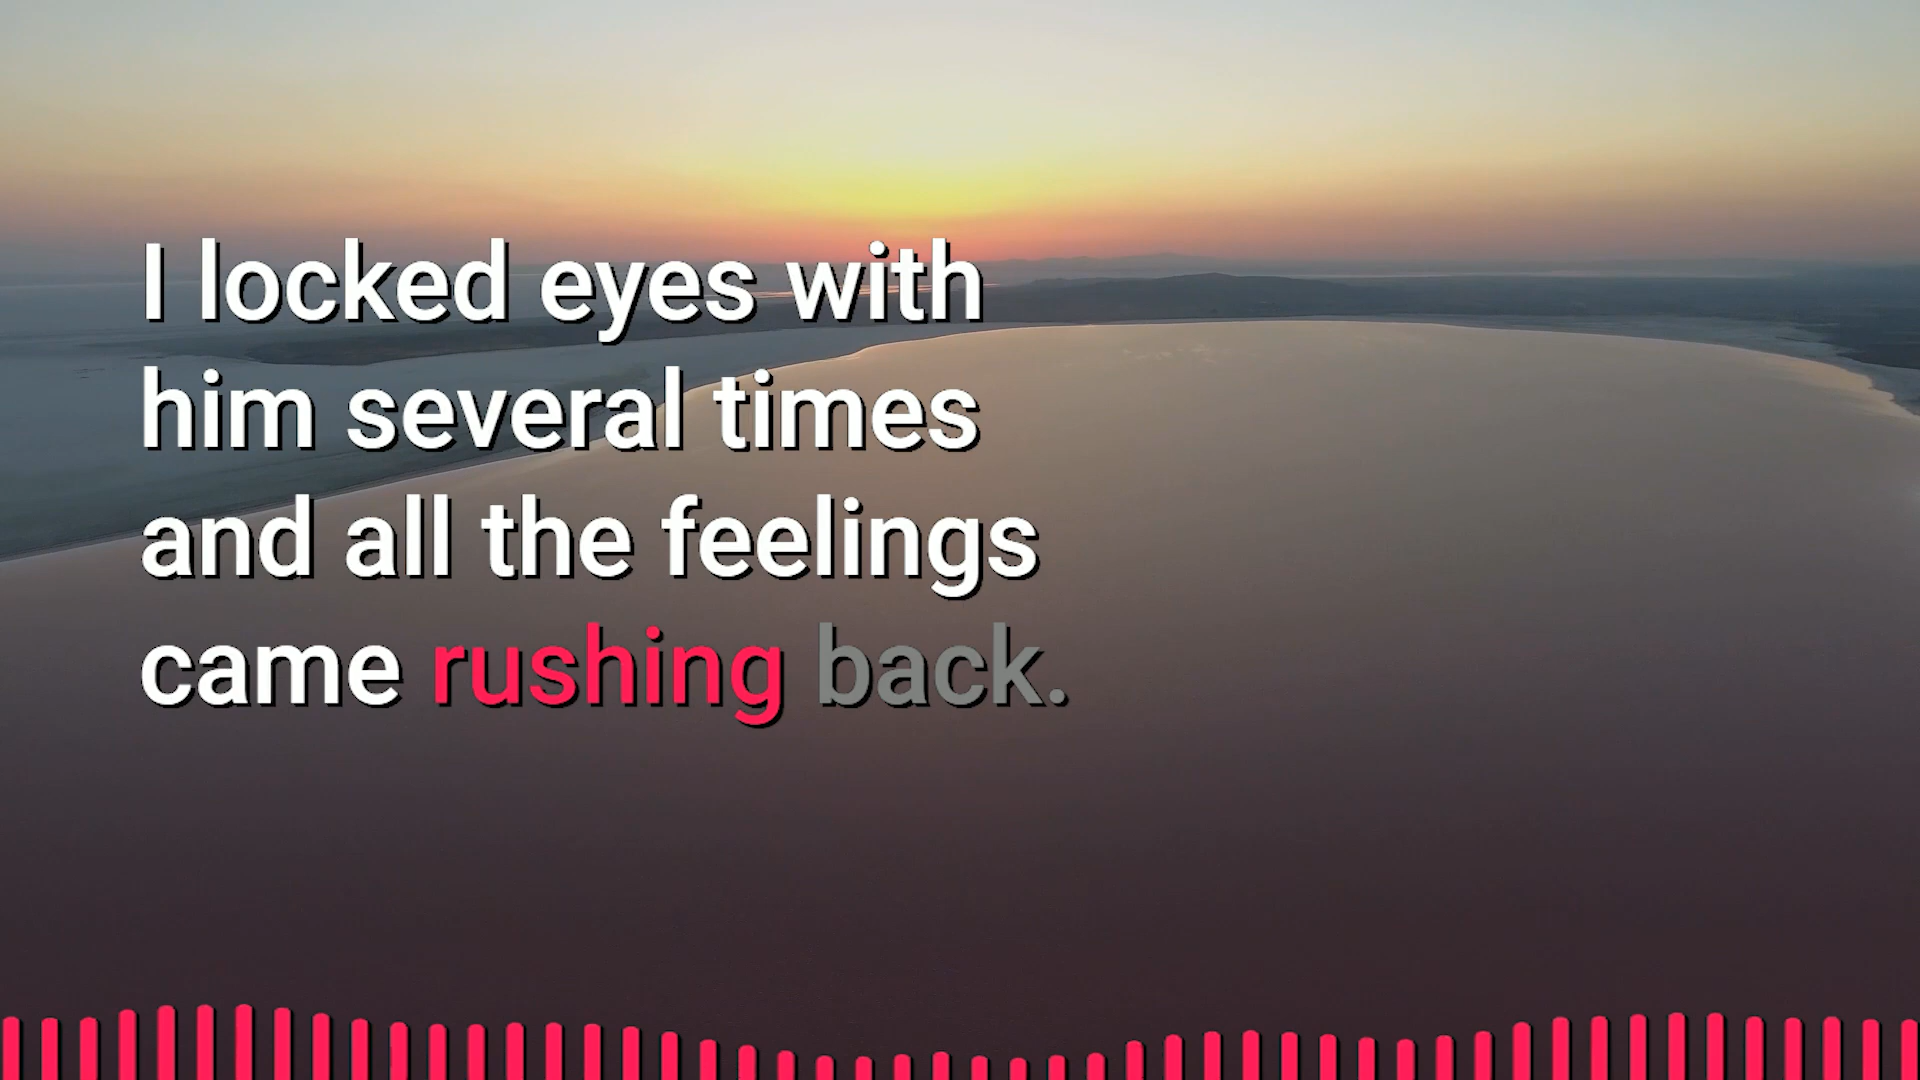 I locked eyes with
him several times
and all the feelings
came rushing back.